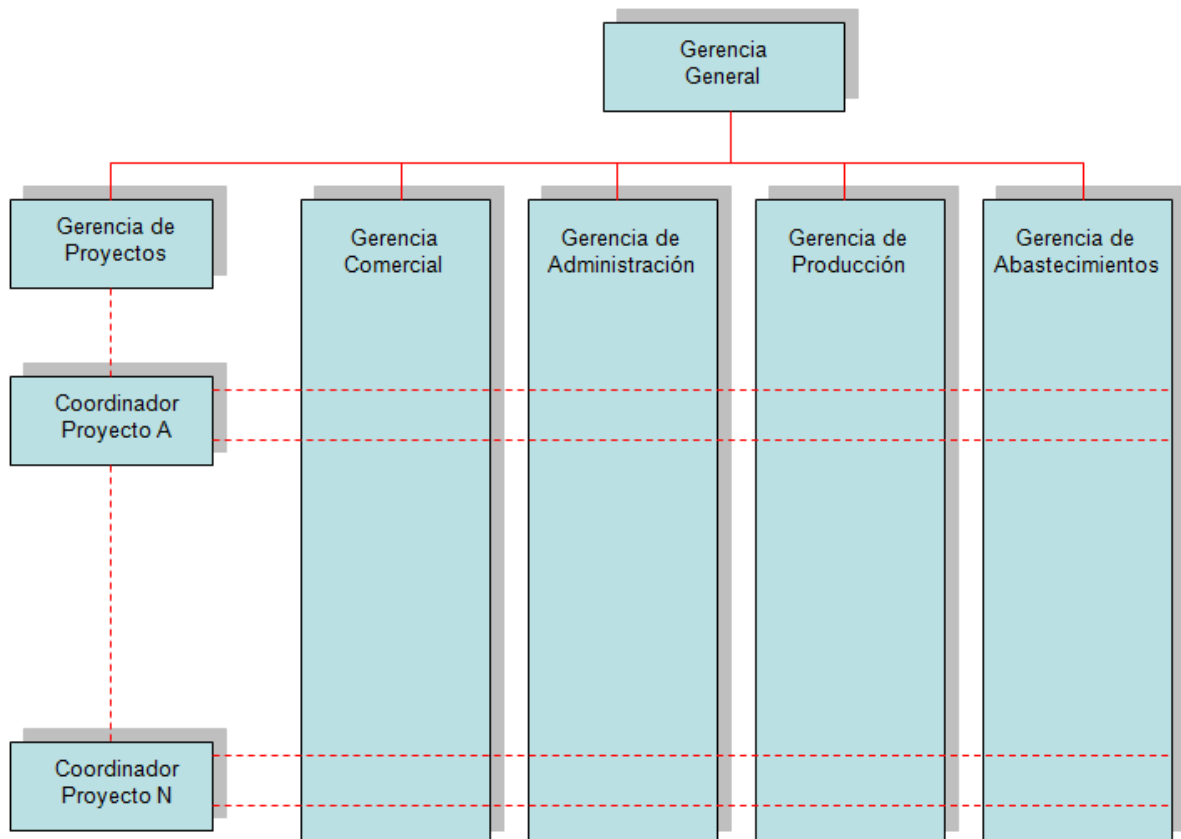 Gerencia
General
Gerencia de
Proyectos
Gerencia
Comercial
Gerencia de
Administración
Gerencia de
Producción
Gerencia de
Abastecimientos
Coordinador
Proyecto A
Coordinador
Proyecto N